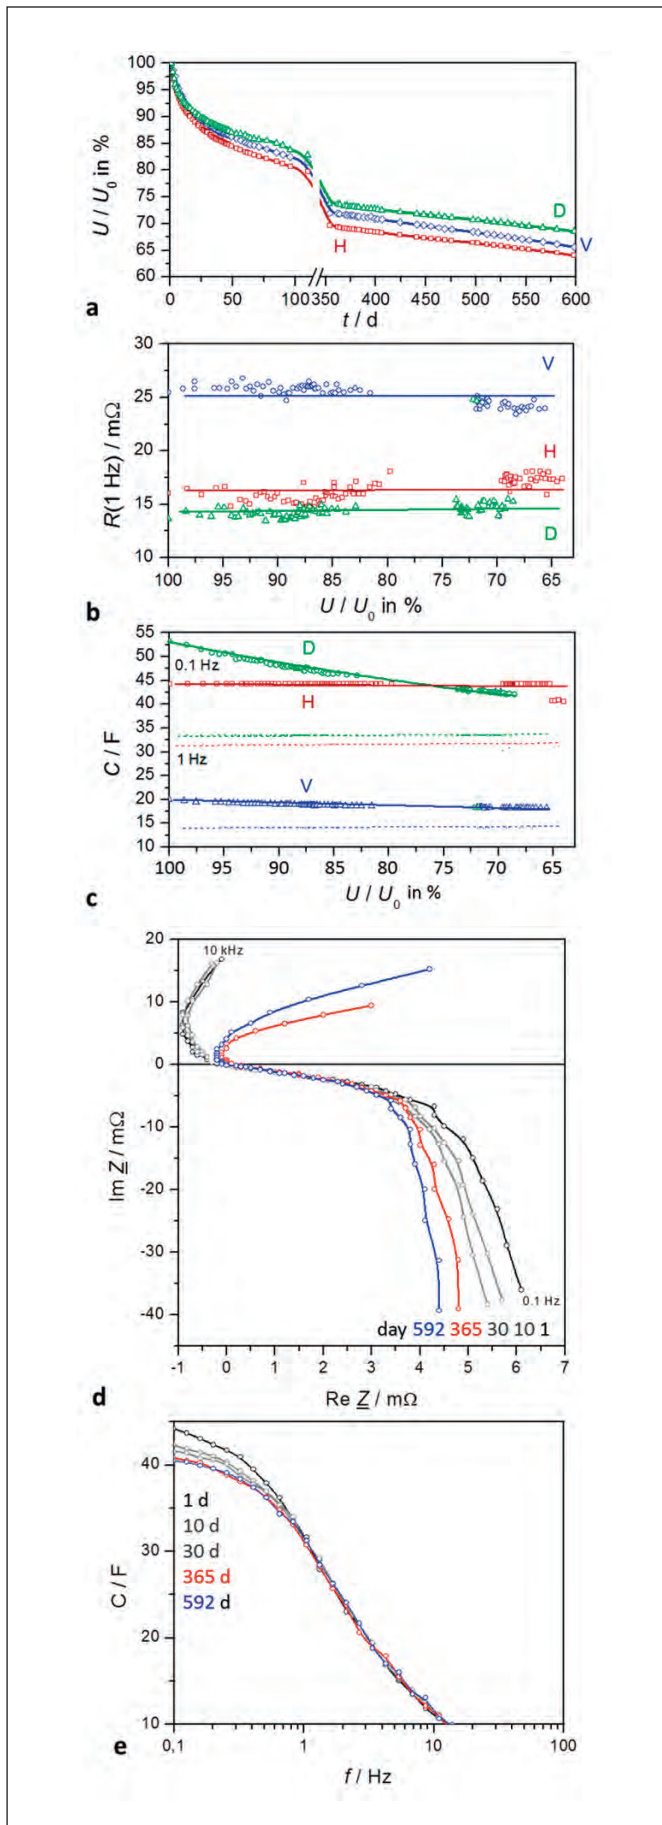 100
95
90
85
80
75
70
65
60
U / U₀ in %
D
V
H
0 50 100 350 400 450 500 550 600
t / d
a
30
25
20
15
10
R(1 Hz) / mΩ
V
H
D
100 95 90 85 80 75 70 65
U / U₀ in %
b
55
50
45
40
35
30
25
20
15
10
C / F
0.1 Hz
D
H
1 Hz
V
100 95 90 85 80 75 70 65
U / U₀ in %
c
20
10
0
-10
-20
-30
-40
Im Z / mΩ
10 kHz
0.1 Hz
day 592 365 30 10 1
-1 0 1 2 3 4 5 6 7
Re Z / mΩ
d
40
30
20
10
C / F
1 d
10 d
30 d
365 d
592 d
0,1 1 10 100
f / Hz
e